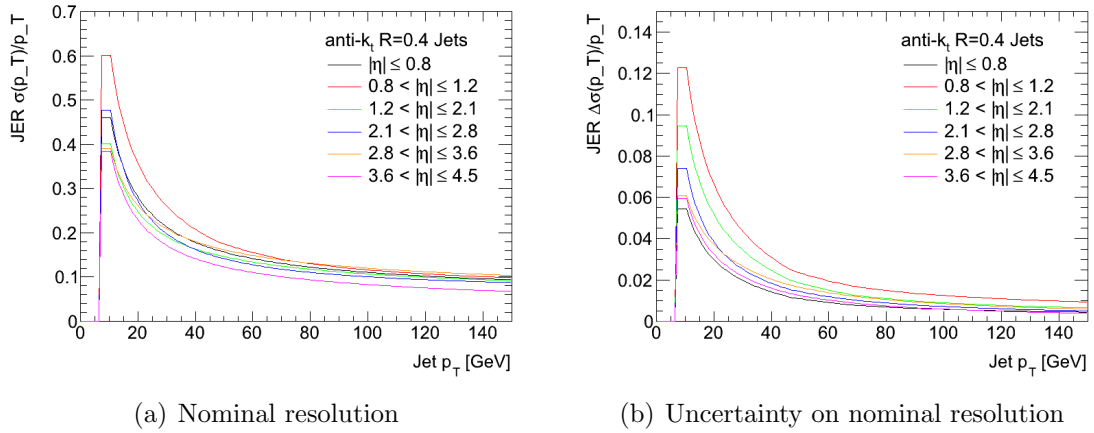 JER σ(p_T)/p_T
0.7
0.6
0.5
0.4
0.3
0.2
0.1
0
anti-k_t R=0.4 Jets
|η| ≤ 0.8
0.8 < |η| ≤ 1.2
1.2 < |η| ≤ 2.1
2.1 < |η| ≤ 2.8
2.8 < |η| ≤ 3.6
3.6 < |η| ≤ 4.5
0 20 40 60 80 100 120 140
Jet p_T [GeV]
(a) Nominal resolution
JER Δσ(p_T)/p_T
0.14
0.12
0.1
0.08
0.06
0.04
0.02
0
anti-k_t R=0.4 Jets
|η| ≤ 0.8
0.8 < |η| ≤ 1.2
1.2 < |η| ≤ 2.1
2.1 < |η| ≤ 2.8
2.8 < |η| ≤ 3.6
3.6 < |η| ≤ 4.5
0 20 40 60 80 100 120 140
Jet p_T [GeV]
(b) Uncertainty on nominal resolution